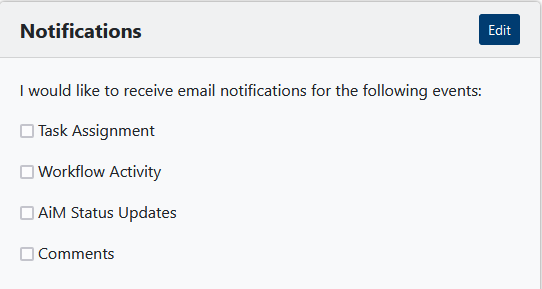 Notifications
Edit
I would like to receive email notifications for the following events:
Task Assignment
Workflow Activity
AiM Status Updates
Comments